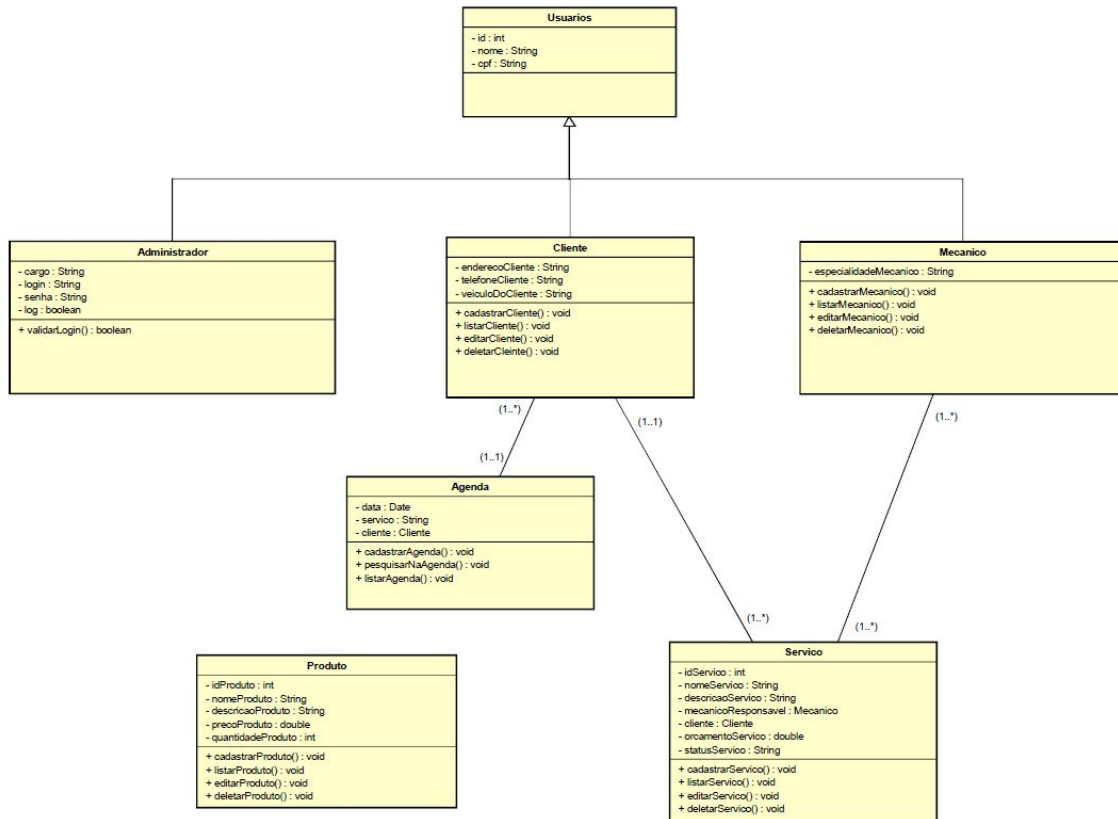 Usuarios
- id : int
- nome : String
- cpf : String
Administrador
- cargo : String
- login : String
- senha : String
- log : boolean
+ validarLogin() : boolean
Cliente
- enderecoCliente : String
- telefoneCliente : String
- veiculoDoCliente : String
+ cadastrarCliente() : void
+ listarCliente() : void
+ editarCliente() : void
+ deletarCleinte() : void
Mecanico
- especialidadeMecanico : String
+ cadastrarMecanico() : void
+ listarMecanico() : void
+ editarMecanico() : void
+ deletarMecanico() : void
(1..*)
(1..1)
(1..*)
(1..1)
Agenda
- data : Date
- servico : String
- cliente : Cliente
+ cadastrarAgenda() : void
+ pesquisarNaAgenda() : void
+ listarAgenda() : void
(1..*)
(1..*)
Produto
- idProduto : int
- nomeProduto : String
- descricaoProduto : String
- precoProduto : double
- quantidadeProduto : int
+ cadastrarProduto() : void
+ listarProduto() : void
+ editarProduto() : void
+ deletarProduto() : void
Servico
- idServico : int
- nomeServico : String
- descricaoServico : String
- mecanicoResponsavel : Mecanico
- cliente : Cliente
- orcamentoServico : double
- statusServico : String
+ cadastrarServico() : void
+ listarServico() : void
+ editarServico() : void
+ deletarServico() : void